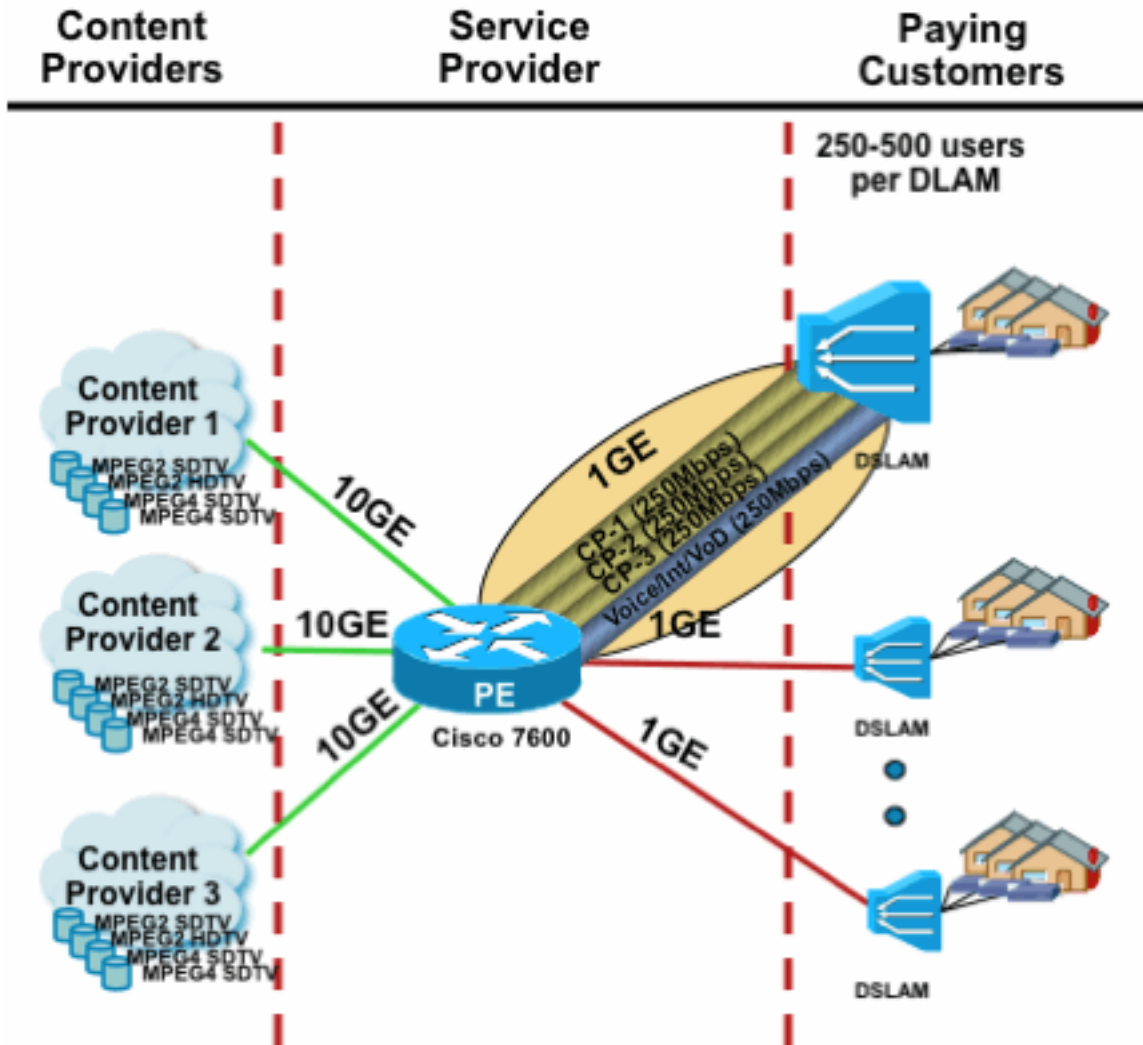 Content
Providers
Service
Provider
Paying
Customers
250-500 users
per DLAM
Content
Provider 1
MPEG2 SDTV
MPEG2 HDTV
MPEG4 SDTV
MPEG4 SDTV
10GE
1GE
CP-1 (250Mbps)
CP-2 (250Mbps)
CP-3 (250Mbps)
Voice/Int/VoD (250Mbps)
DSLAM
Content
Provider 2
MPEG2 SDTV
MPEG2 HDTV
MPEG4 SDTV
MPEG4 SDTV
10GE
1GE
PE
Cisco 7600
DSLAM
10GE
1GE
Content
Provider 3
MPEG2 SDTV
MPEG2 HDTV
MPEG4 SDTV
MPEG4 SDTV
DSLAM